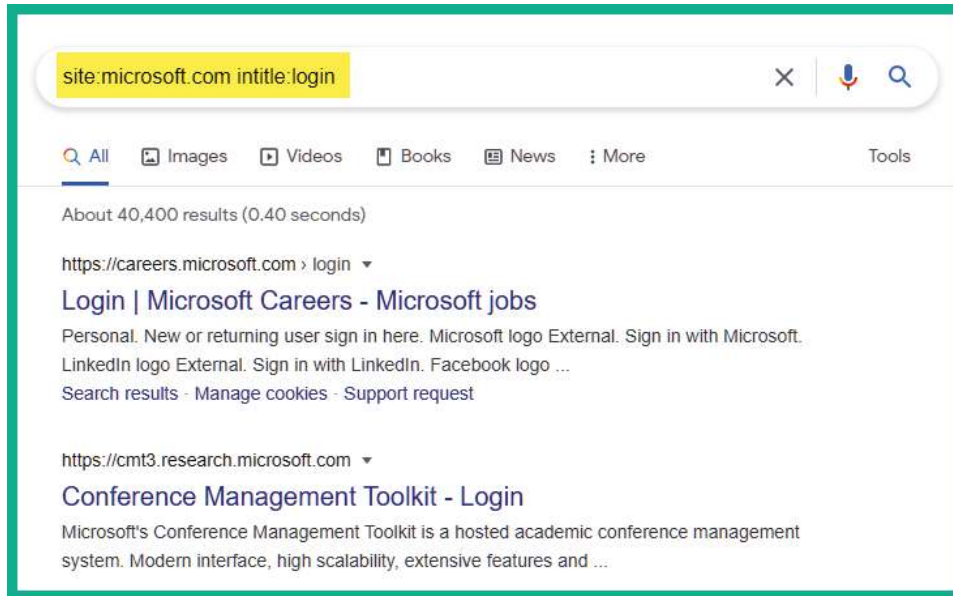 site:microsoft.com intitle:login
All Images Videos Books News More Tools
About 40,400 results (0.40 seconds)
https://careers.microsoft.com › login
Login | Microsoft Careers - Microsoft jobs
Personal. New or returning user sign in here. Microsoft logo External. Sign in with Microsoft.
LinkedIn logo External. Sign in with LinkedIn. Facebook logo ...
Search results · Manage cookies · Support request
https://cmt3.research.microsoft.com
Conference Management Toolkit - Login
Microsoft's Conference Management Toolkit is a hosted academic conference management
system. Modern interface, high scalability, extensive features and ...